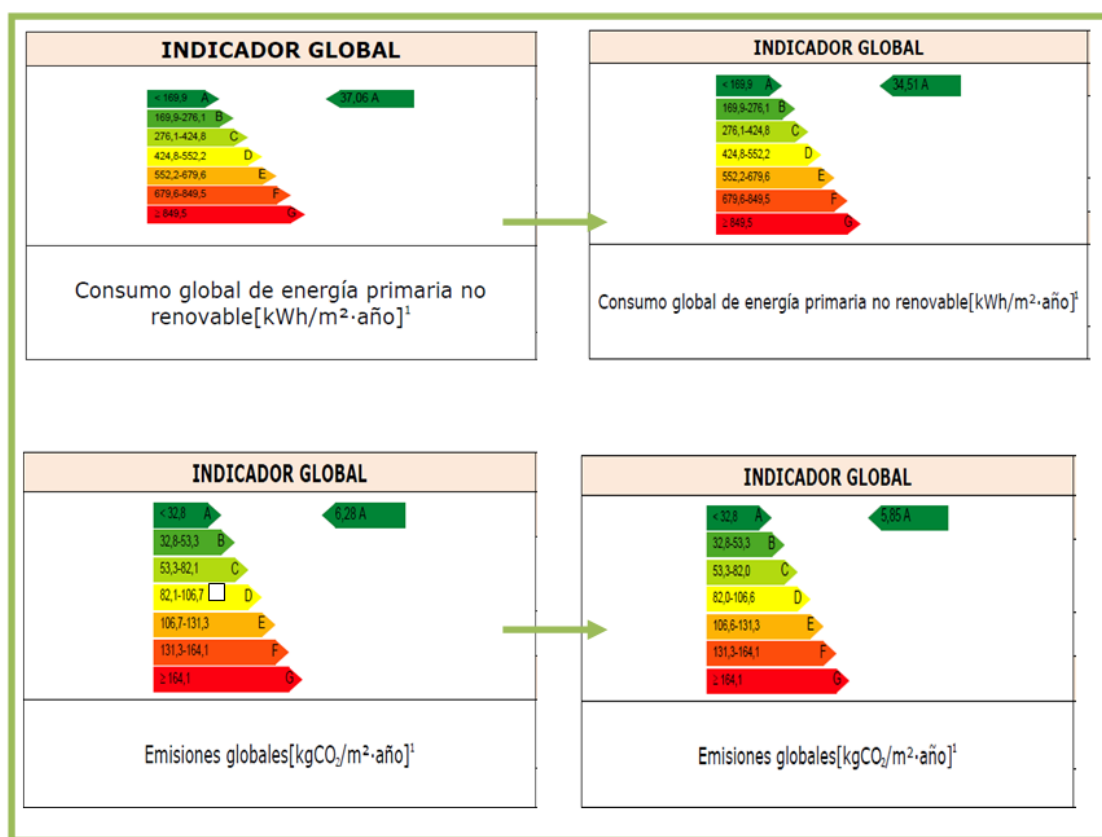 INDICADOR GLOBAL
< 169,9 A
37,06 A
169,9-276,1 B
276,1-424,8 C
424,8-552,2 D
552,2-679,6 E
679,6-849,5 F
≥ 849,5 G
Consumo global de energía primaria no
renovable[kWh/m²·año]¹
INDICADOR GLOBAL
< 169,9 A
34,51 A
169,9-276,1 B
276,1-424,8 C
424,8-552,2 D
552,2-679,6 E
679,6-849,5 F
≥ 849,5 G
Consumo global de energía primaria no renovable[kWh/m²·año]¹
INDICADOR GLOBAL
< 32,8 A
6,28 A
32,8-53,3 B
53,3-82,1 C
82,1-106,7 D
106,7-131,3 E
131,3-164,1 F
≥ 164,1 G
Emisiones globales[kgCO₂/m²·año]¹
INDICADOR GLOBAL
< 32,8 A
5,85 A
32,8-53,3 B
53,3-82,0 C
82,0-106,6 D
106,6-131,3 E
131,3-164,1 F
≥ 164,1 G
Emisiones globales[kgCO₂/m²·año]¹